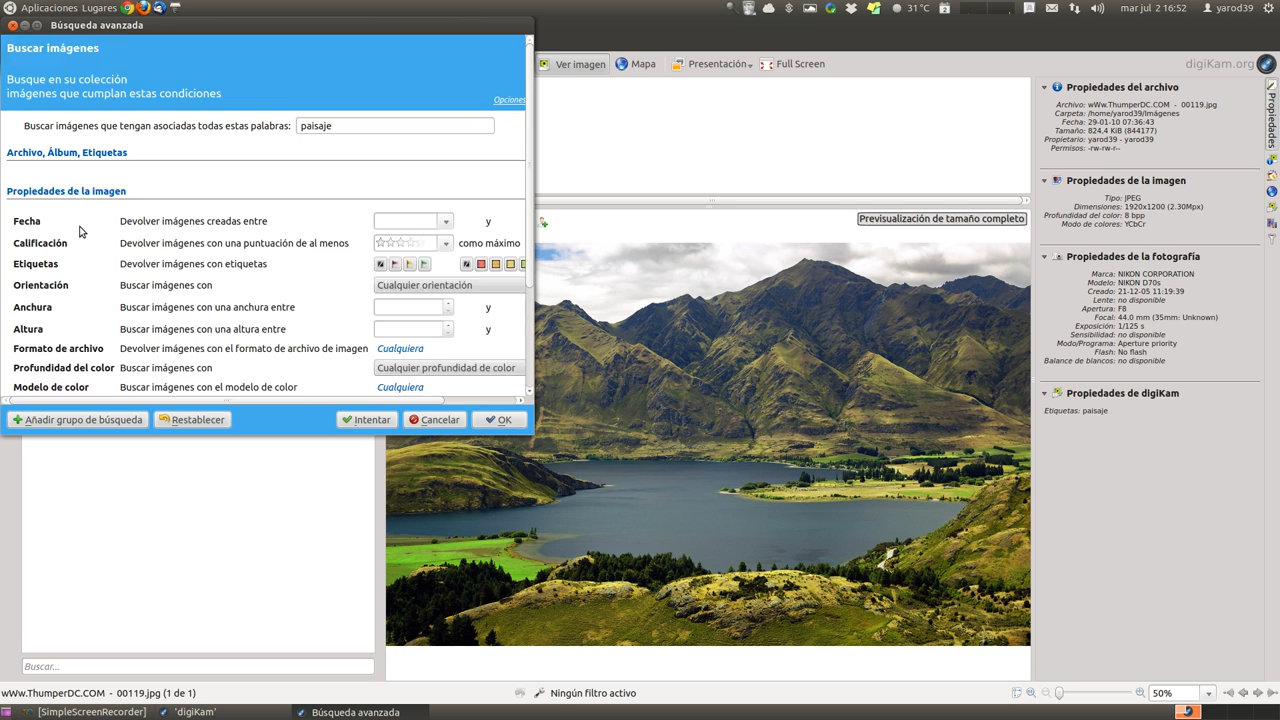 Aplicaciones Lugares
31°C
2
mar jul 2 16:52
yarod39
Búsqueda avanzada
Buscar imágenes
Busque en su colección
imágenes que cumplan estas condiciones
Opciones
Buscar imágenes que tengan asociadas todas estas palabras: paisaje
Archivo, Álbum, Etiquetas
Propiedades de la imagen
Fecha Devolver imágenes creadas entre y
Calificación Devolver imágenes con una puntuación de al menos como máximo
Etiquetas Devolver imágenes con etiquetas
Orientación Buscar imágenes con Cualquier orientación
Anchura Buscar imágenes con una anchura entre y
Altura Buscar imágenes con una altura entre y
Formato de archivo Devolver imágenes con el formato de archivo de imagen Cualquiera
Profundidad del color Buscar imágenes con Cualquier profundidad de color
Modelo de color Buscar imágenes con el modelo de color Cualquiera
Añadir grupo de búsqueda Restablecer Intentar Cancelar OK
Ver imagen Mapa Presentación Full Screen
digiKam.org
Previsualización de tamaño completo
Propiedades del archivo
Archivo: wWw.ThumperDC.COM - 00119.jpg
Carpeta: /home/yarod39/Imágenes
Fecha: 29-01-10 07:36:43
Tamaño: 824,4 KiB (844177)
Propietario: yarod39 - yarod39
Permisos: -rw-rw-r--
Propiedades de la imagen
Tipo: JPEG
Dimensiones: 1920x1200 (2.30Mpx)
Profundidad del color: 8 bpp
Modo de colores: YCbCr
Propiedades de la fotografía
Marca: NIKON CORPORATION
Modelo: NIKON D70s
Creado: 21-12-05 11:19:39
Lente: no disponible
Apertura: F8
Focal: 44.0 mm (35mm: Unknown)
Exposición: 1/125 s
Sensibilidad: no disponible
Modo/Programa: Aperture priority
Flash: No flash
Balance de blancos: no disponible
Propiedades de digiKam
Etiquetas: paisaje
Propiedades
Buscar...
wWw.ThumperDC.COM - 00119.jpg (1 de 1)
Ningún filtro activo
50%
[SimpleScreenRecorder]
'digiKam'
Búsqueda avanzada